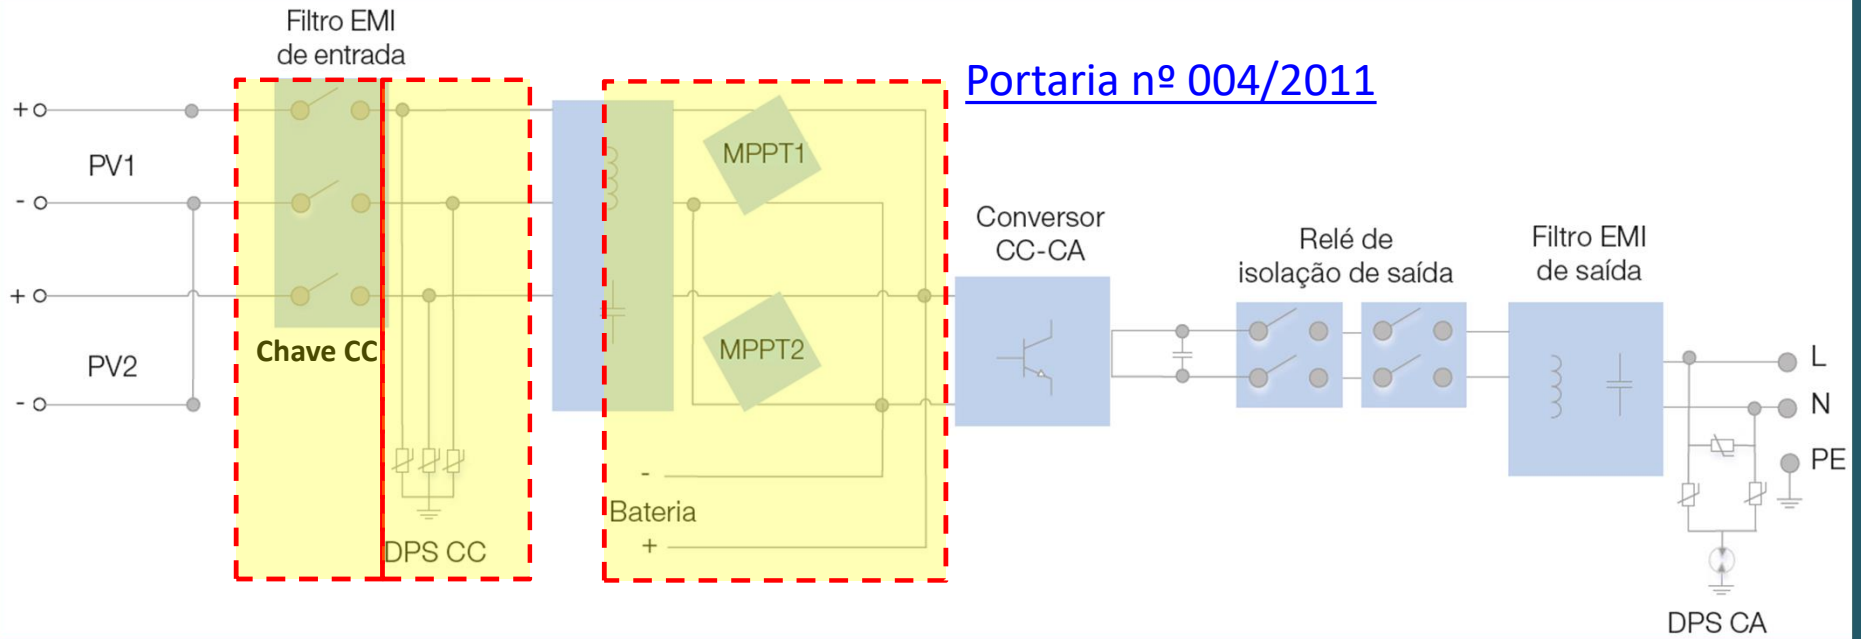 Filtro EMI
de entrada
Portaria nº 004/2011
+
PV1
-
+
PV2
-
Chave CC
DPS CC
MPPT1
MPPT2
-
Bateria
+
Conversor
CC-CA
Relé de
isolação de saída
Filtro EMI
de saída
L
N
PE
DPS CA